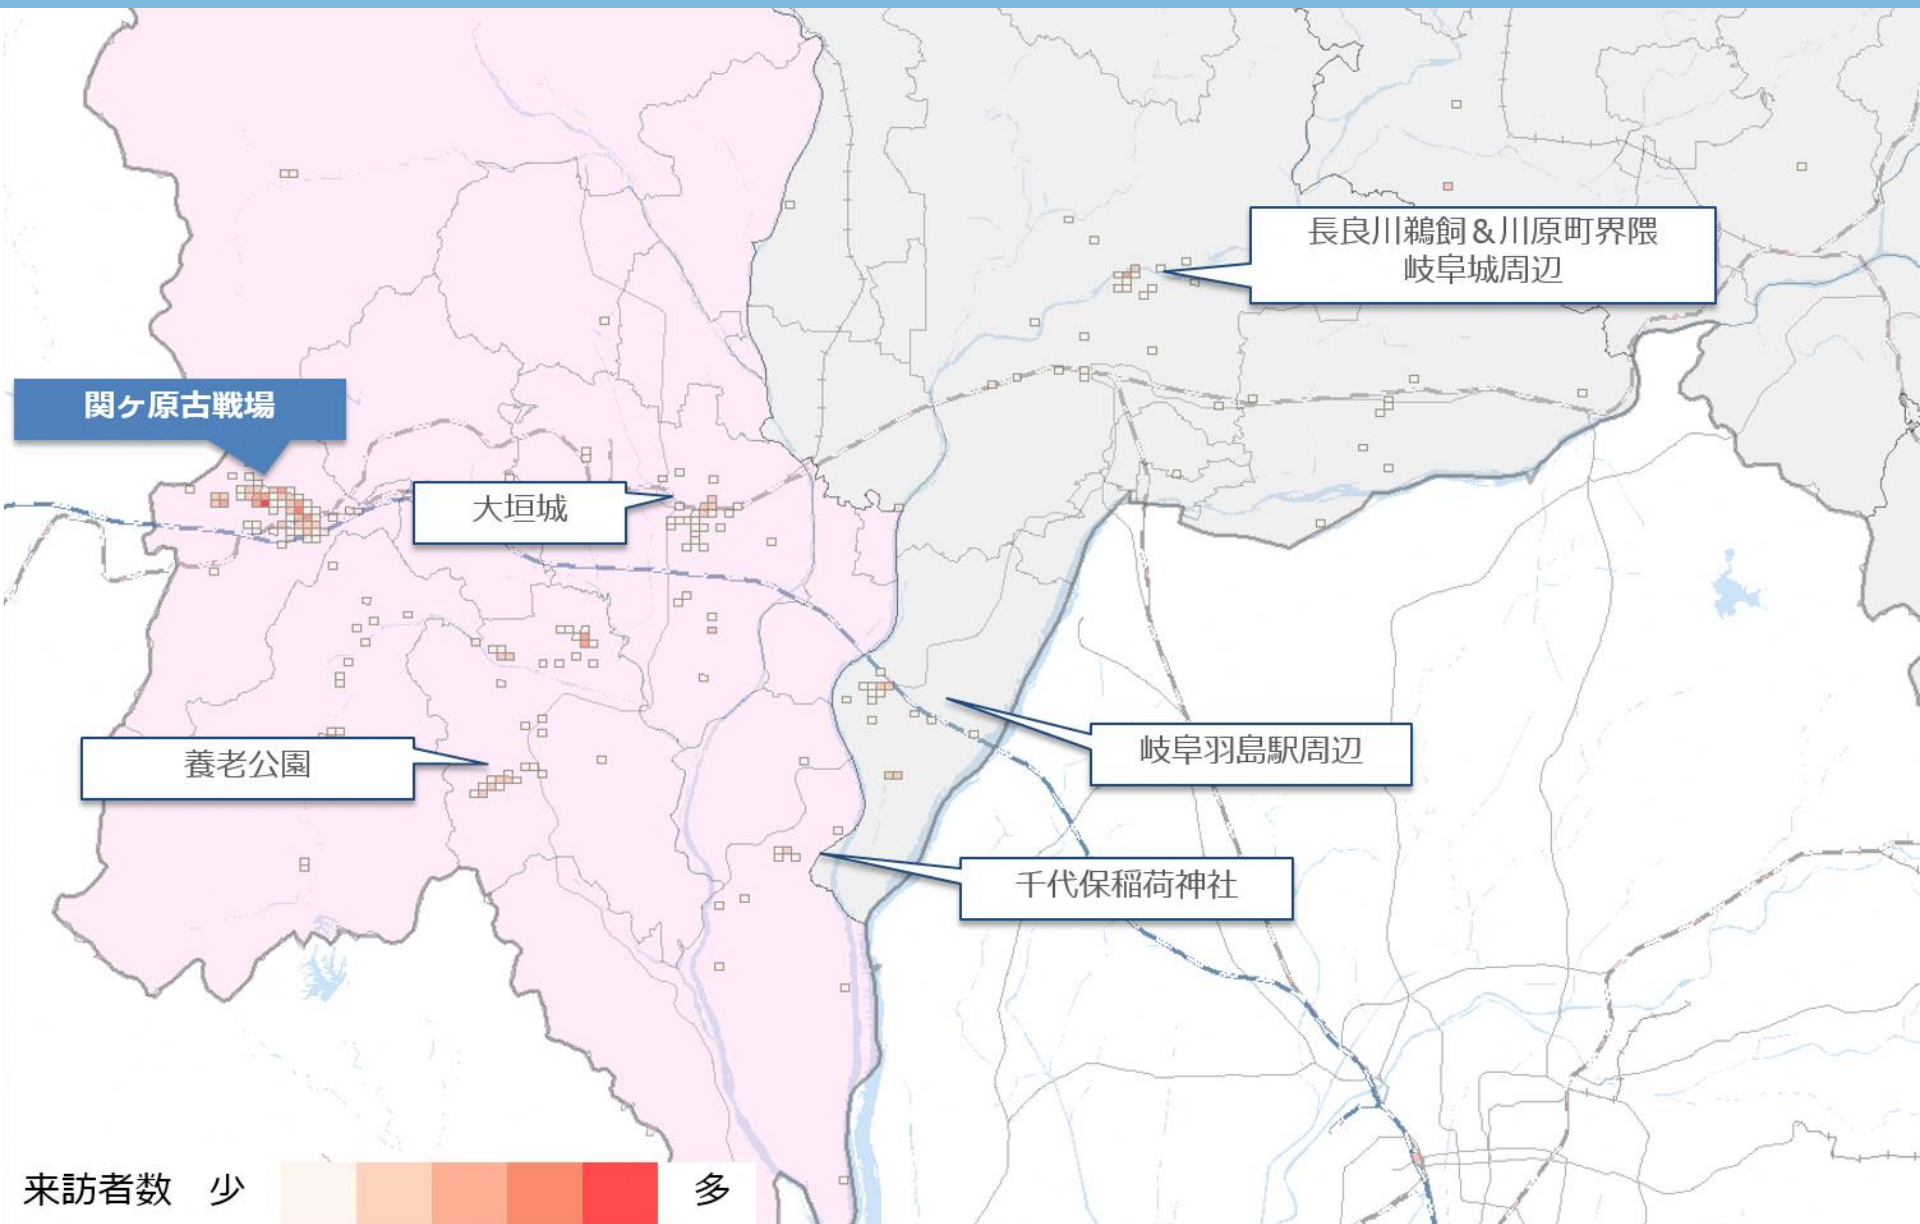 長良川鵜飼＆川原町界隈
岐阜城周辺
関ヶ原古戦場
大垣城
岐阜羽島駅周辺
養老公園
千代保稲荷神社
来訪者数 少 多